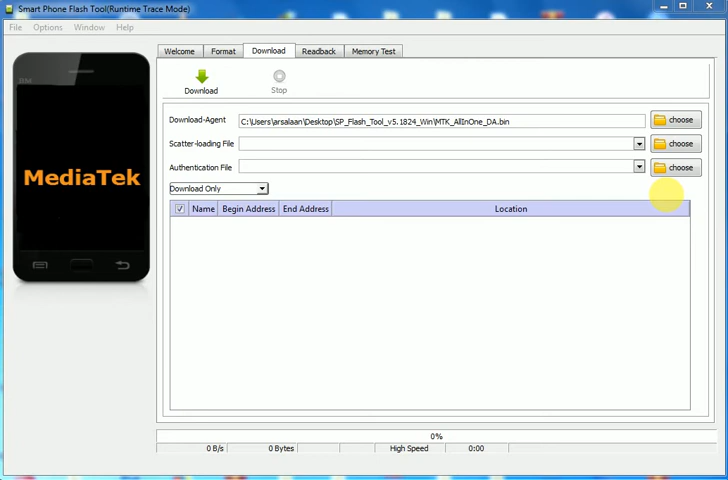 Smart Phone Flash Tool(Runtime Trace Mode)
File Options Window Help
Welcome Format Download Readback Memory Test
Download Stop
Download-Agent C:\Users\arsalaan\Desktop\SP_Flash_Tool_v5.1824_Win\MTK_AllInOne_DA.bin choose
Scatter-loading File choose
Authentication File choose
Download Only
Name Begin Address End Address Location
MediaTek
0%
0 B/s 0 Bytes High Speed 0:00